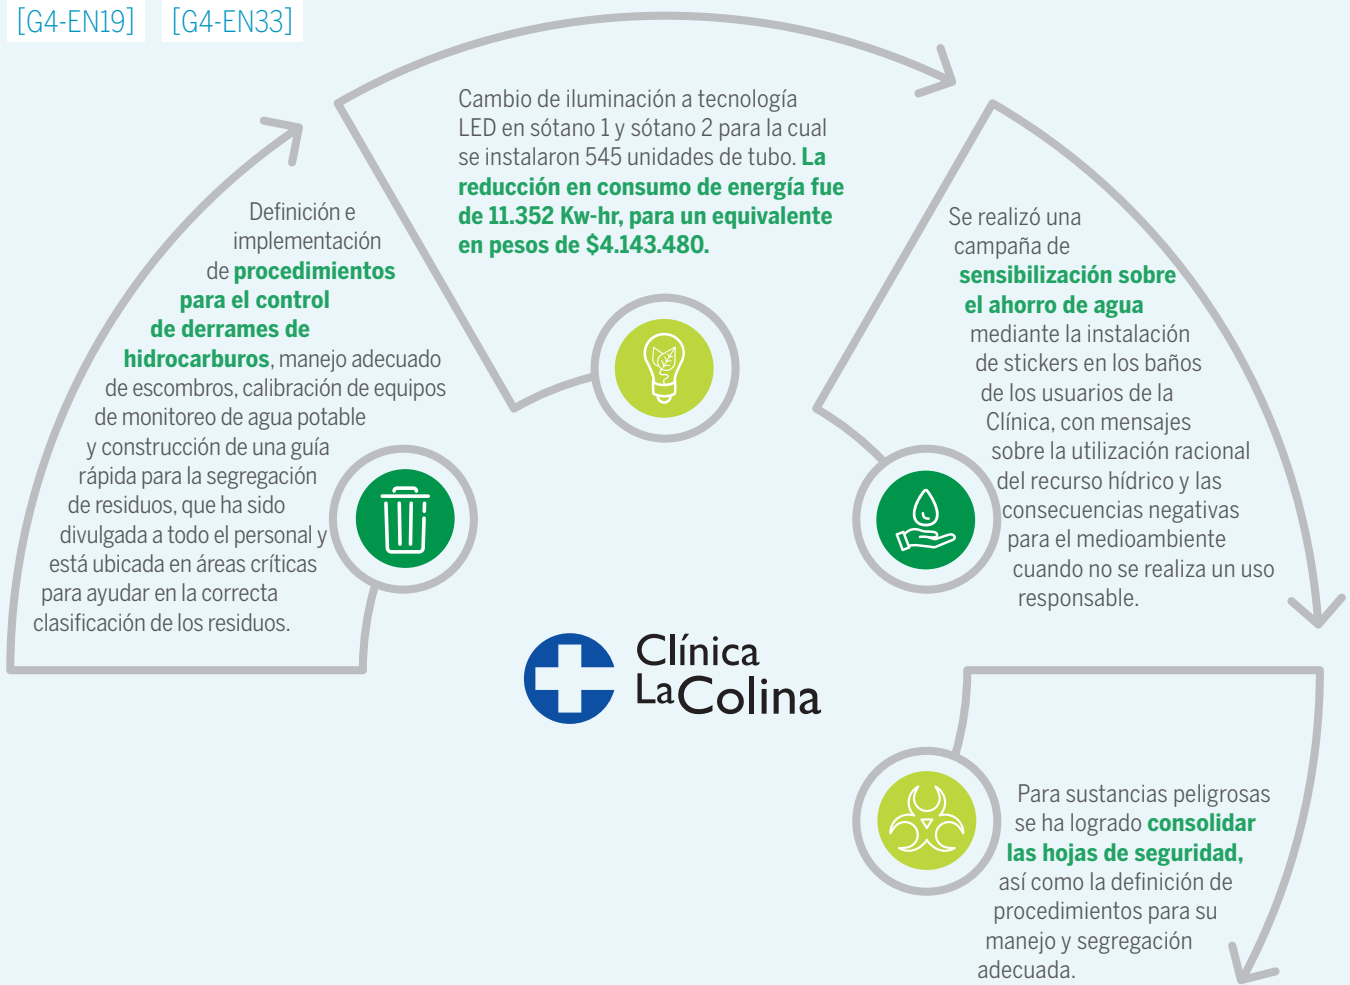 [G4-EN19] [G4-EN33]
Definición e
implementación
de procedimientos
para el control
de derrames de
hidrocarburos, manejo adecuado
de escombros, calibración de equipos
de monitoreo de agua potable
y construcción de una guía
rápida para la segregación
de residuos, que ha sido
divulgada a todo el personal y
está ubicada en áreas críticas
para ayudar en la correcta
clasificación de los residuos.
Cambio de iluminación a tecnología
LED en sótano 1 y sótano 2 para la cual
se instalaron 545 unidades de tubo. La
reducción en consumo de energía fue
de 11.352 Kw-hr, para un equivalente
en pesos de $4.143.480.
Se realizó una
campaña de
sensibilización sobre
el ahorro de agua
mediante la instalación
de stickers en los baños
de los usuarios de la
Clínica, con mensajes
sobre la utilización racional
del recurso hídrico y las
consecuencias negativas
para el medioambiente
cuando no se realiza un uso
responsable.
Clínica
LaColina
Para sustancias peligrosas
se ha logrado consolidar
las hojas de seguridad,
así como la definición de
procedimientos para su
manejo y segregación
adecuada.